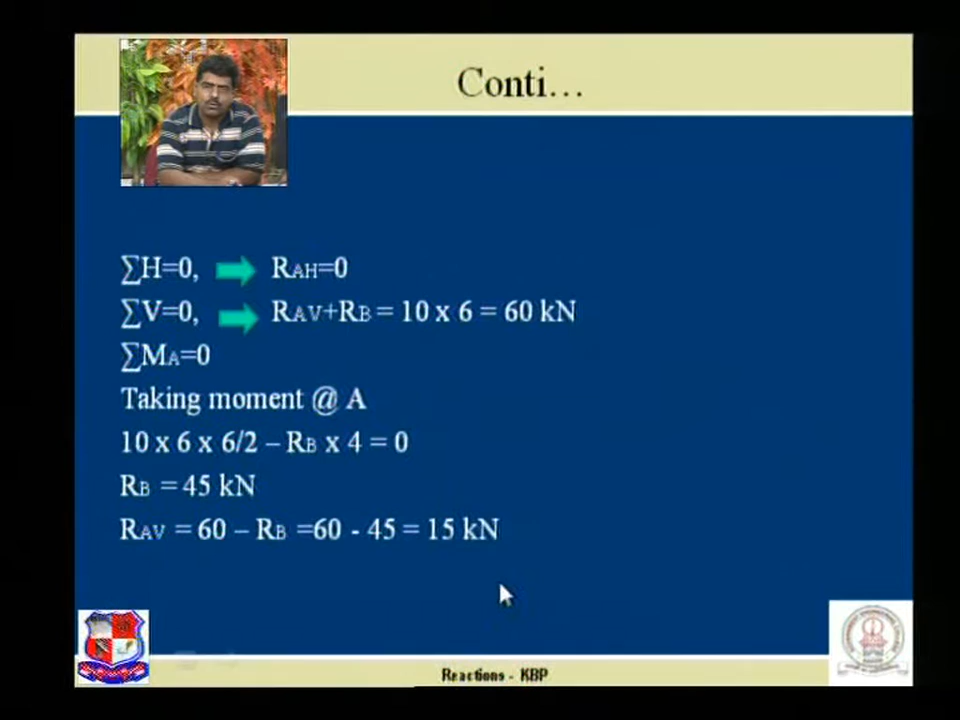 Conti...
∑H=0, RAH=0
∑V=0, RAV+RB = 10 x 6 = 60 kN
∑MA=0
Taking moment @ A
10 x 6 x 6/2 – RB x 4 = 0
RB = 45 kN
RAV = 60 – RB =60 - 45 = 15 kN
Reactions - KBP